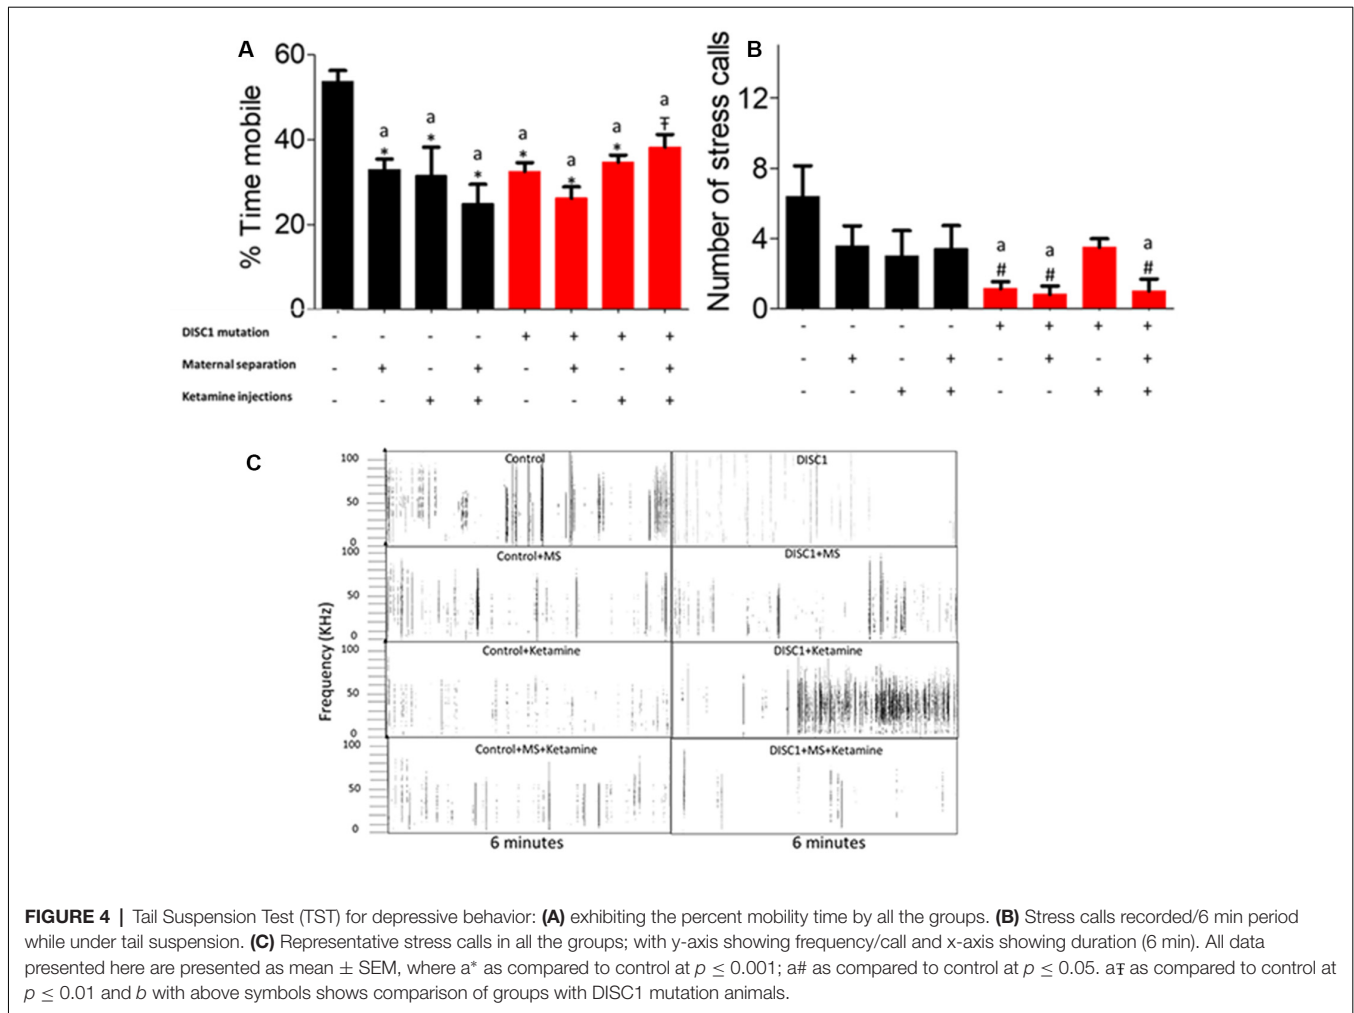 A
B
% Time mobile
60
40
20
0
a
*
a
*
a
*
a
*
a
*
a
*
a
Ŧ
Number of stress calls
12
8
4
0
a
#
a
#
a
#
DISC1 mutation - - - - + + + +
Maternal separation - + - + - + - +
Ketamine injections - - + + - - + +
- - - - + + + +
- + - + - + - +
- - + + - - + +
C
Frequency (KHz)
100
50
0
100
50
0
100
50
0
100
50
0
Control
DISC1
Control+MS
DISC1+MS
Control+Ketamine
DISC1+Ketamine
Control+MS+Ketamine
DISC1+MS+Ketamine
6 minutes
6 minutes
FIGURE 4 | Tail Suspension Test (TST) for depressive behavior: (A) exhibiting the percent mobility time by all the groups. (B) Stress calls recorded/6 min period
while under tail suspension. (C) Representative stress calls in all the groups; with y-axis showing frequency/call and x-axis showing duration (6 min). All data
presented here are presented as mean ± SEM, where a* as compared to control at p ≤ 0.001; a# as compared to control at p ≤ 0.05. aŦ as compared to control at
p ≤ 0.01 and b with above symbols shows comparison of groups with DISC1 mutation animals.